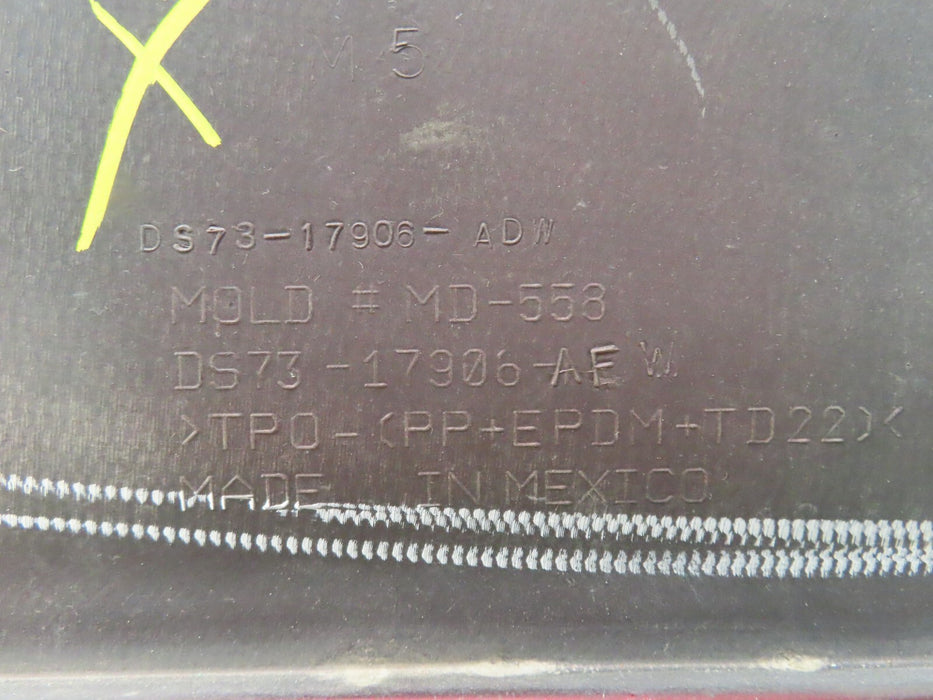 M 5
DS73-17906- ADW
MOLD # MD-558
DS73-17906-AEW
>TPO-(PP+EPDM+TD22)<
MADE IN MEXICO